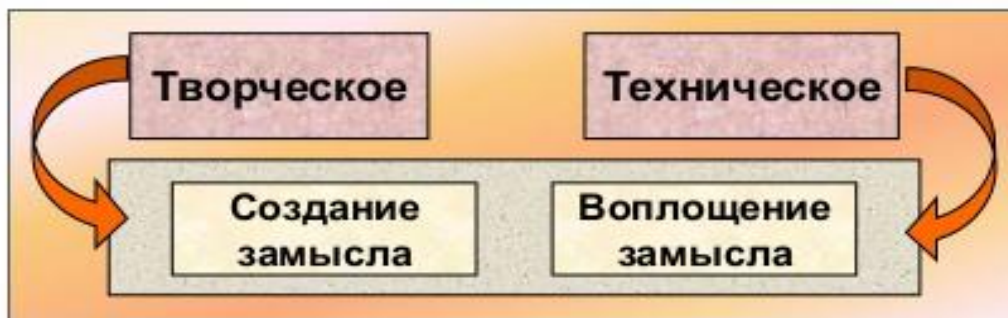 Творческое
Техническое
Создание
замысла
Воплощение
замысла